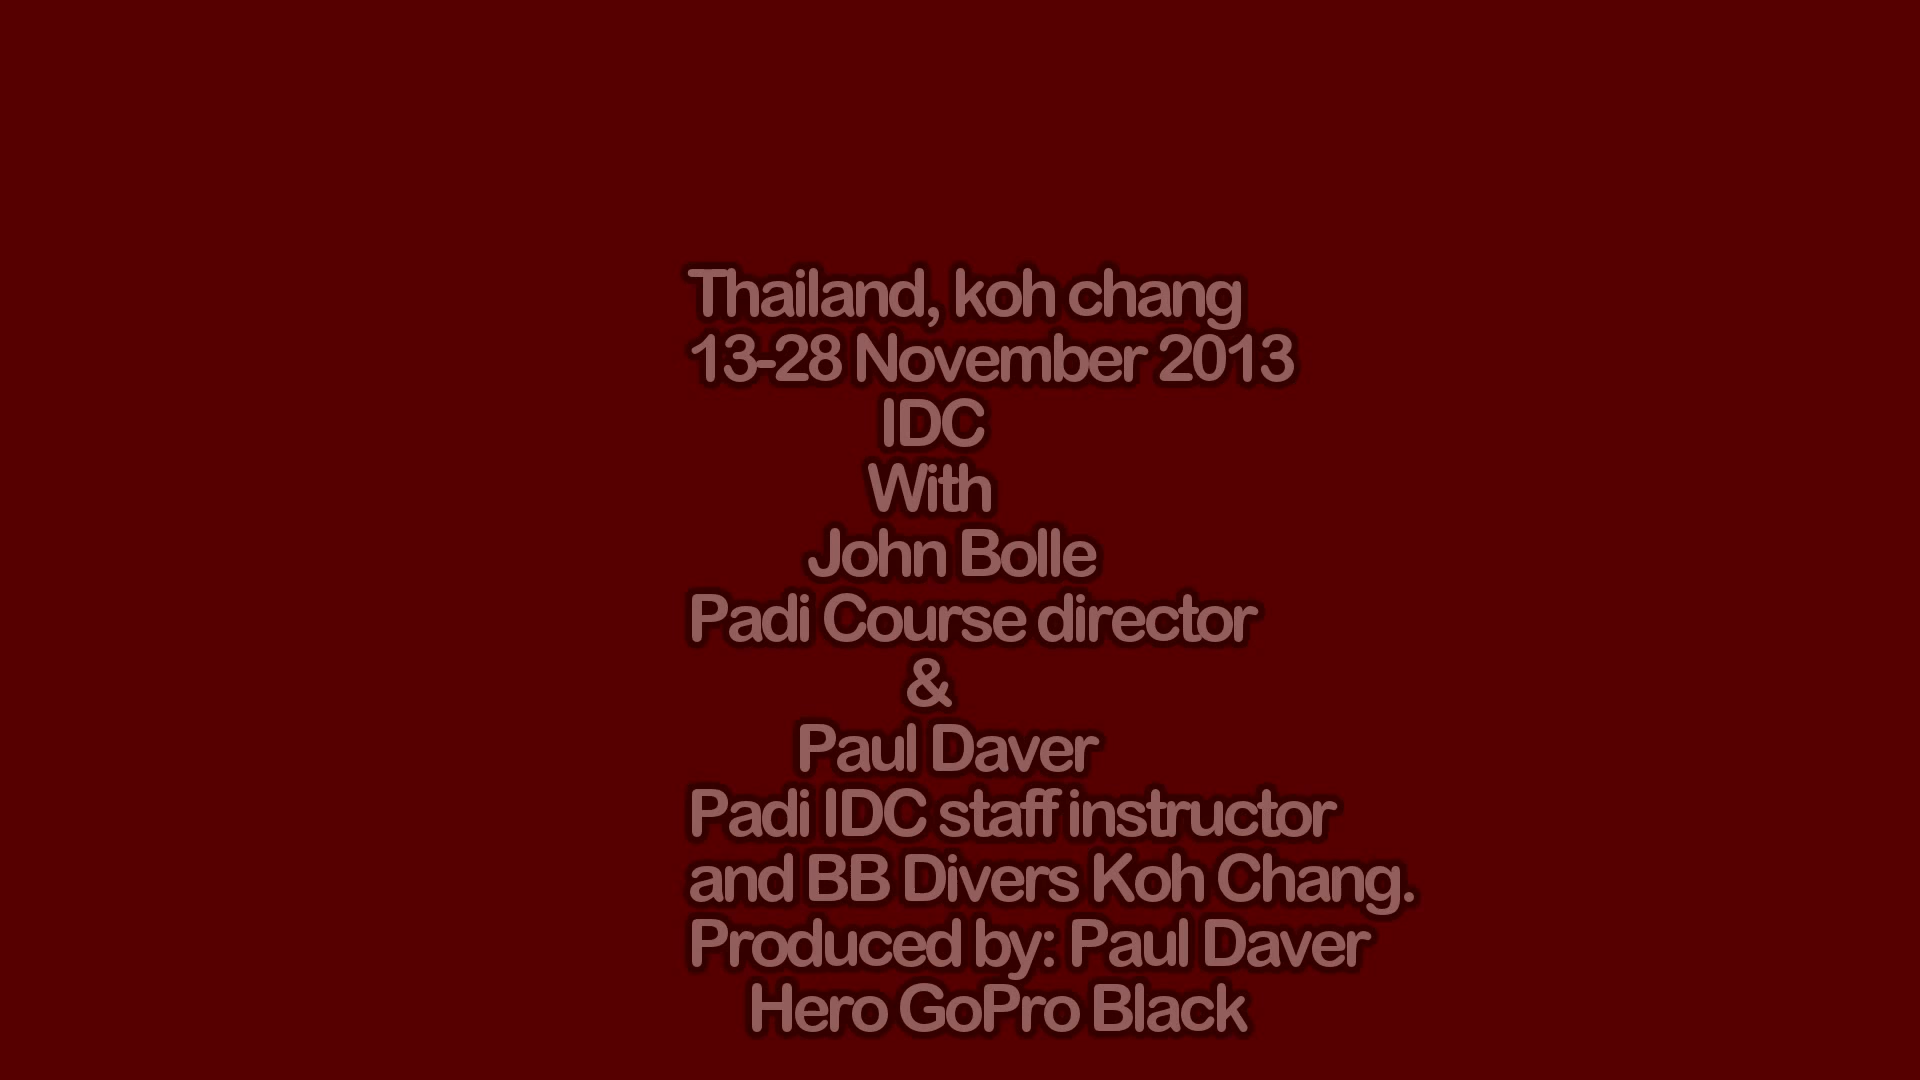 Thailand, koh chang
13-28 November 2013
IDC
With
John Bolle
Padi Course director
&
Paul Daver
Padi IDC staff instructor
and BB Divers Koh Chang.
Produced by: Paul Daver
Hero GoPro Black